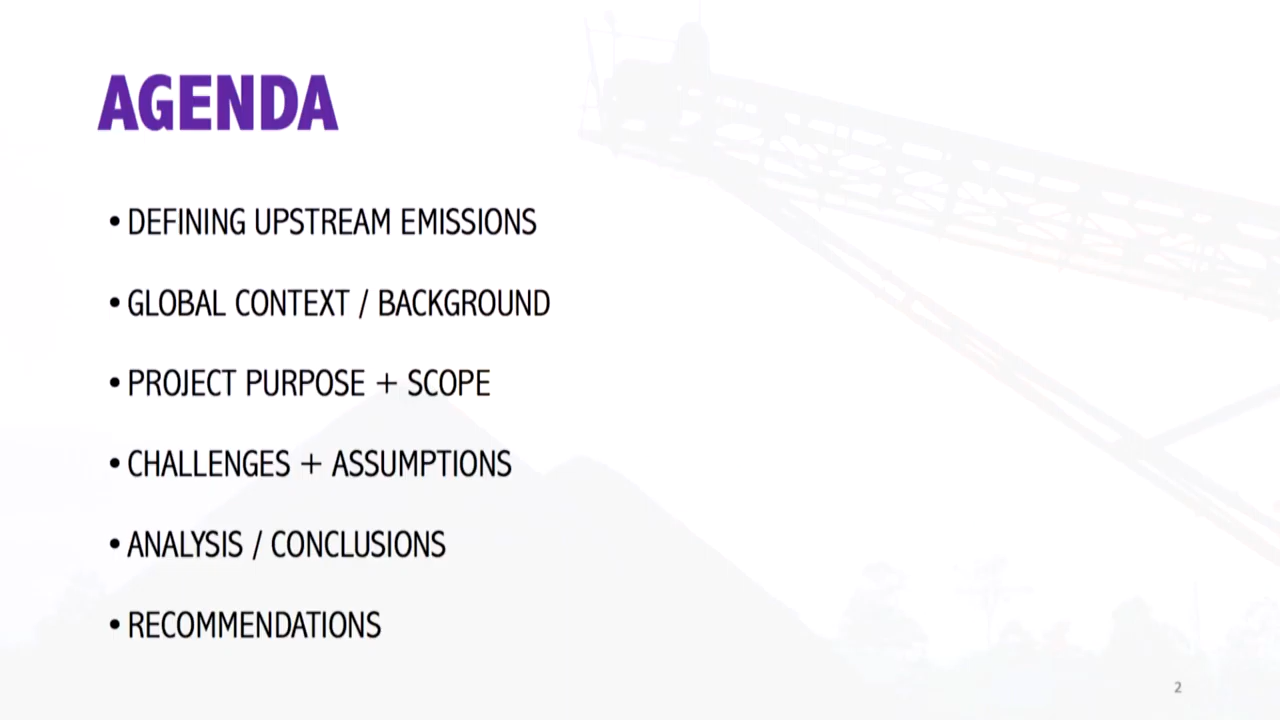 AGENDA
• DEFINING UPSTREAM EMISSIONS
• GLOBAL CONTEXT / BACKGROUND
• PROJECT PURPOSE + SCOPE
• CHALLENGES + ASSUMPTIONS
• ANALYSIS / CONCLUSIONS
• RECOMMENDATIONS
2